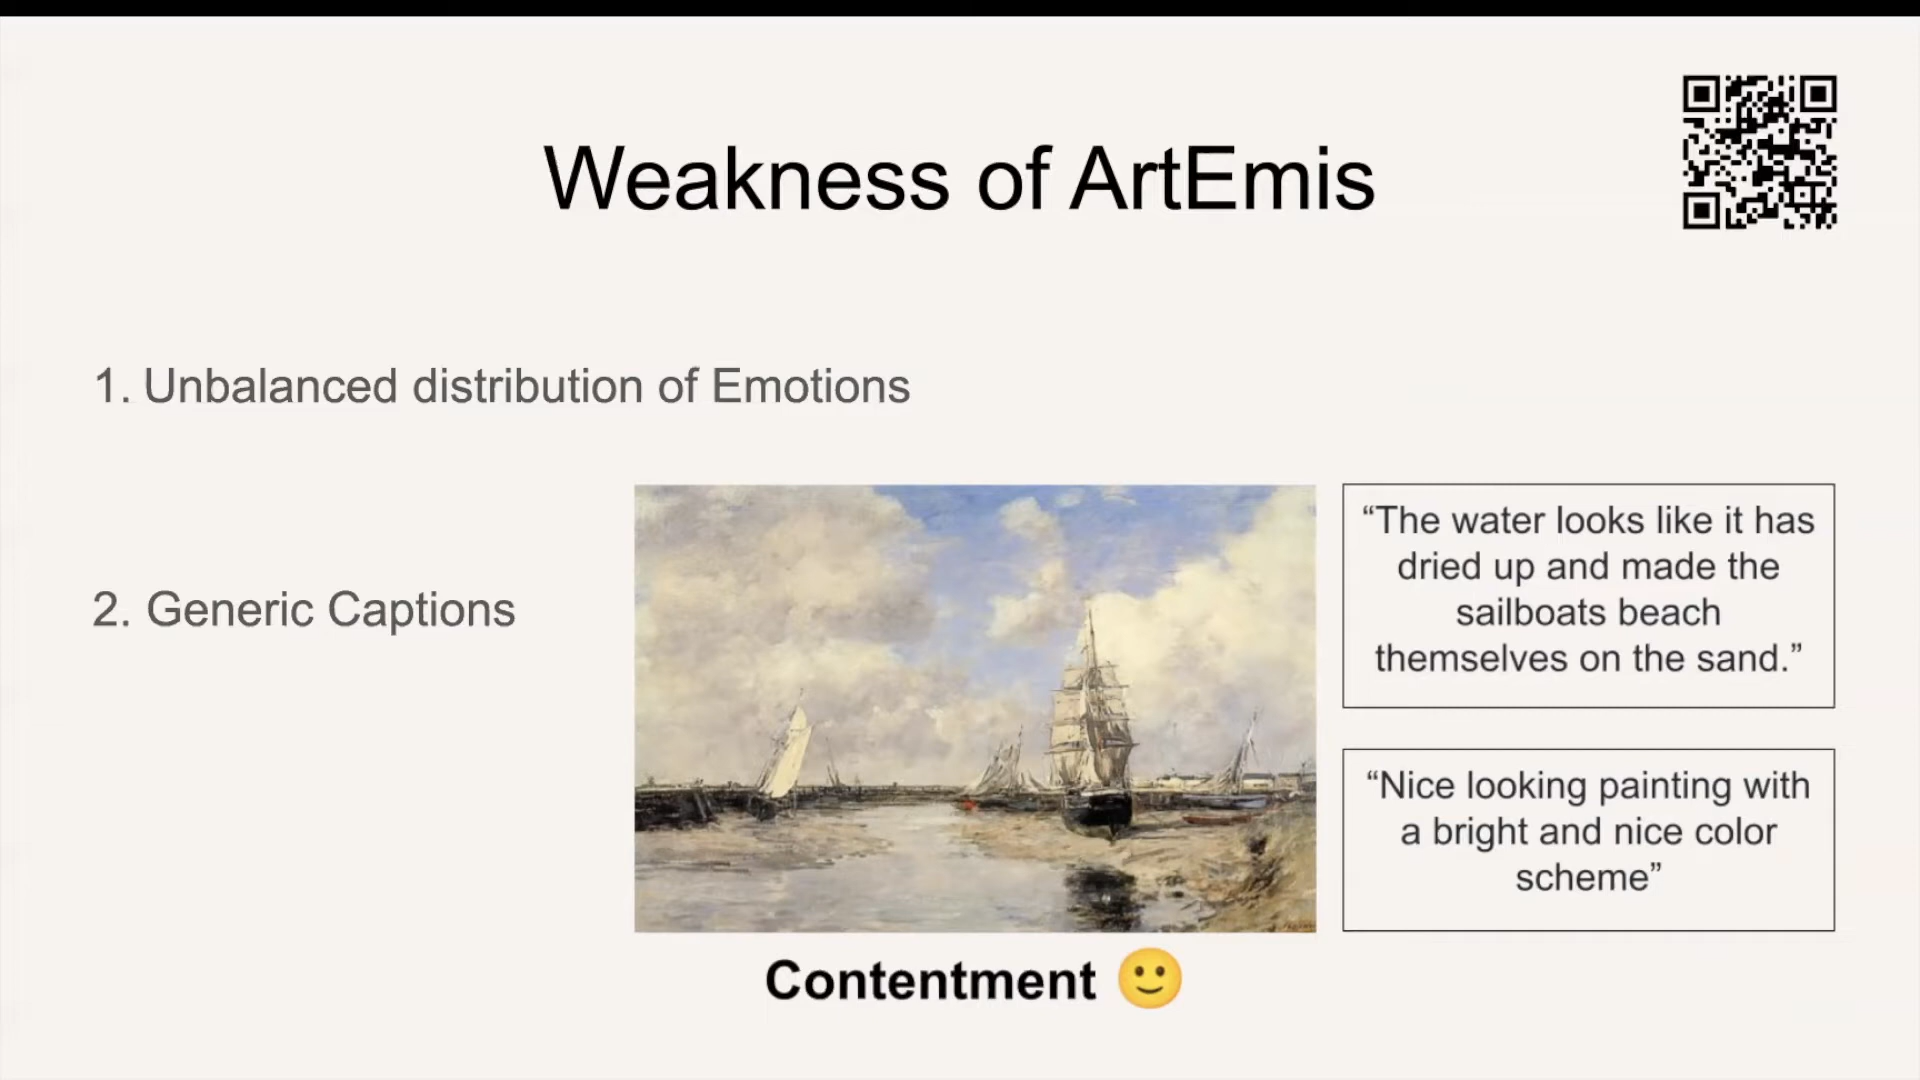 Weakness of ArtEmis
1. Unbalanced distribution of Emotions
2. Generic Captions
“The water looks like it has
dried up and made the
sailboats beach
themselves on the sand.”
“Nice looking painting with
a bright and nice color
scheme”
Contentment 🙂